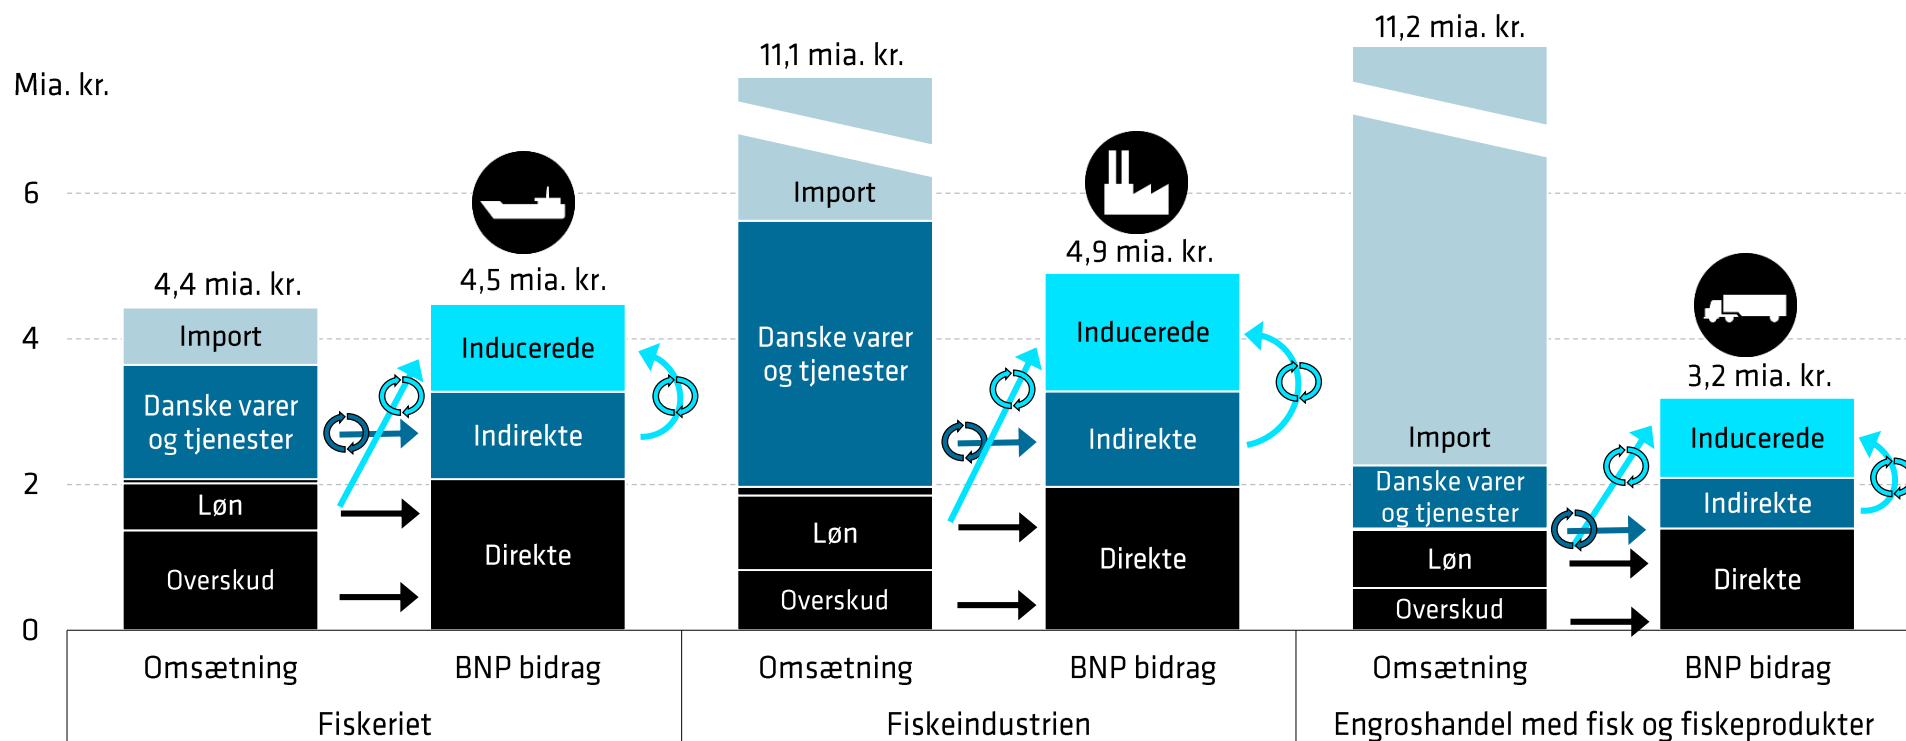 Mia. kr.
6
4
2
0
4,4 mia. kr.
Import
Danske varer
og tjenester
Løn
Overskud
4,5 mia. kr.
Inducerede
Indirekte
Direkte
11,1 mia. kr.
Import
Danske varer
og tjenester
Løn
Overskud
4,9 mia. kr.
Inducerede
Indirekte
Direkte
11,2 mia. kr.
Import
Danske varer
og tjenester
Løn
Overskud
3,2 mia. kr.
Inducerede
Indirekte
Direkte
Omsætning
BNP bidrag
Omsætning
BNP bidrag
Omsætning
BNP bidrag
Fiskeriet
Fiskeindustrien
Engroshandel med fisk og fiskeprodukter